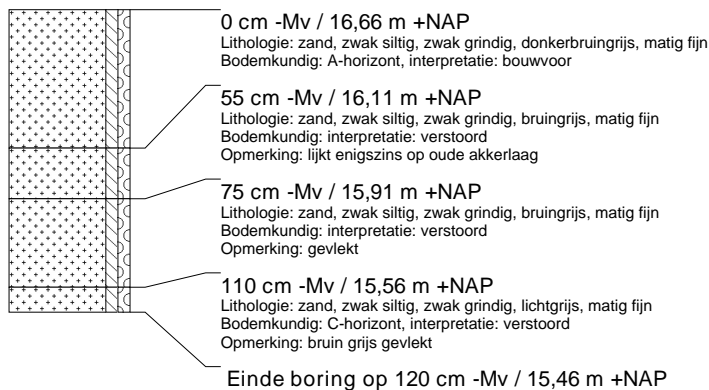 0 cm -Mv / 16,66 m +NAP
Lithologie: zand, zwak siltig, zwak grindig, donkerbruingrijs, matig fijn
Bodemkundig: A-horizont, interpretatie: bouwvoor
55 cm -Mv / 16,11 m +NAP
Lithologie: zand, zwak siltig, zwak grindig, bruingrijs, matig fijn
Bodemkundig: interpretatie: verstoord
Opmerking: lijkt enigszins op oude akkerlaag
75 cm -Mv / 15,91 m +NAP
Lithologie: zand, zwak siltig, zwak grindig, bruingrijs, matig fijn
Bodemkundig: interpretatie: verstoord
Opmerking: gevlekt
110 cm -Mv / 15,56 m +NAP
Lithologie: zand, zwak siltig, zwak grindig, lichtgrijs, matig fijn
Bodemkundig: C-horizont, interpretatie: verstoord
Opmerking: bruin grijs gevlekt
Einde boring op 120 cm -Mv / 15,46 m +NAP